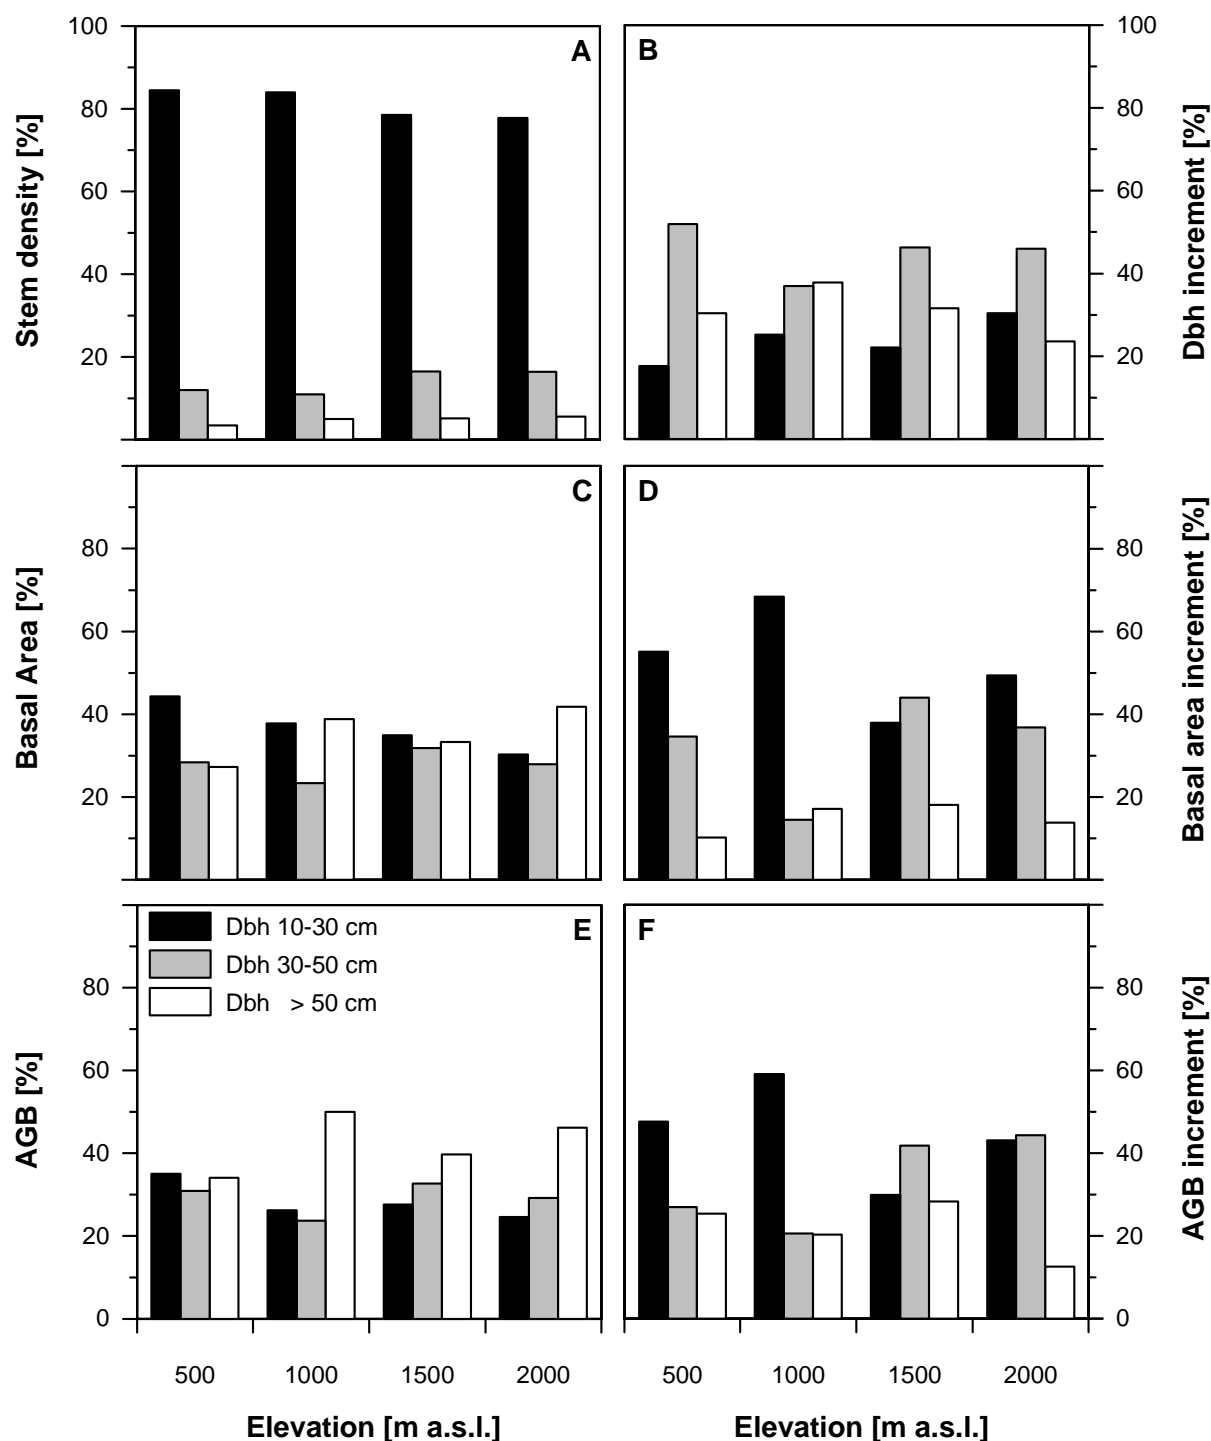 100
80
60
40
20
Stem density [%]
A
B
100
80
60
40
20
Dbh increment [%]
80
60
40
20
Basal Area [%]
C
D
80
60
40
20
Basal area increment [%]
80
60
40
20
0
AGB [%]
Dbh 10-30 cm
Dbh 30-50 cm
Dbh > 50 cm
E
F
80
60
40
20
0
AGB increment [%]
500 1000 1500 2000
500 1000 1500 2000
Elevation [m a.s.l.]
Elevation [m a.s.l.]